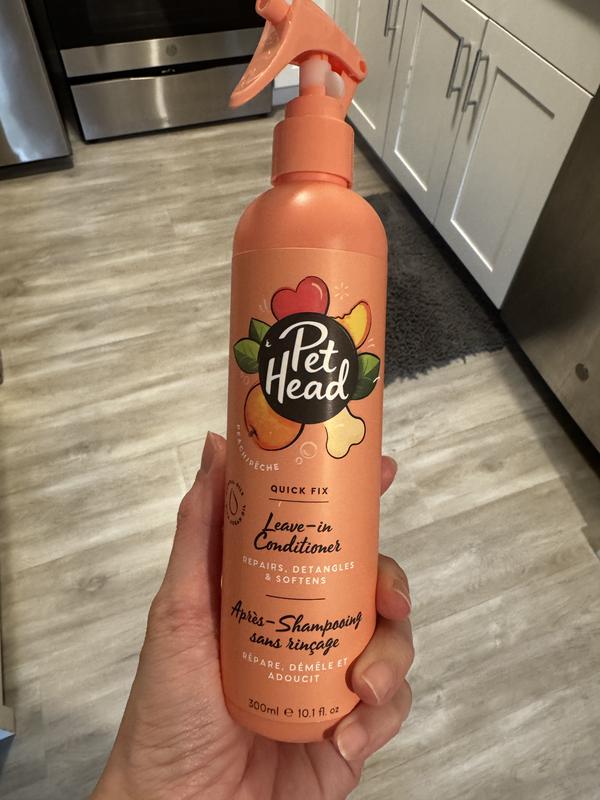 Pet
Head
PEACH/PÊCHE
QUICK FIX
Leave-in
Conditioner
REPAIRS, DETANGLES
& SOFTENS
Après-Shampooing
sans rinçage
RÉPARE, DÉMÊLE ET
ADOUCIT
300ml ℮ 10.1 fl. oz